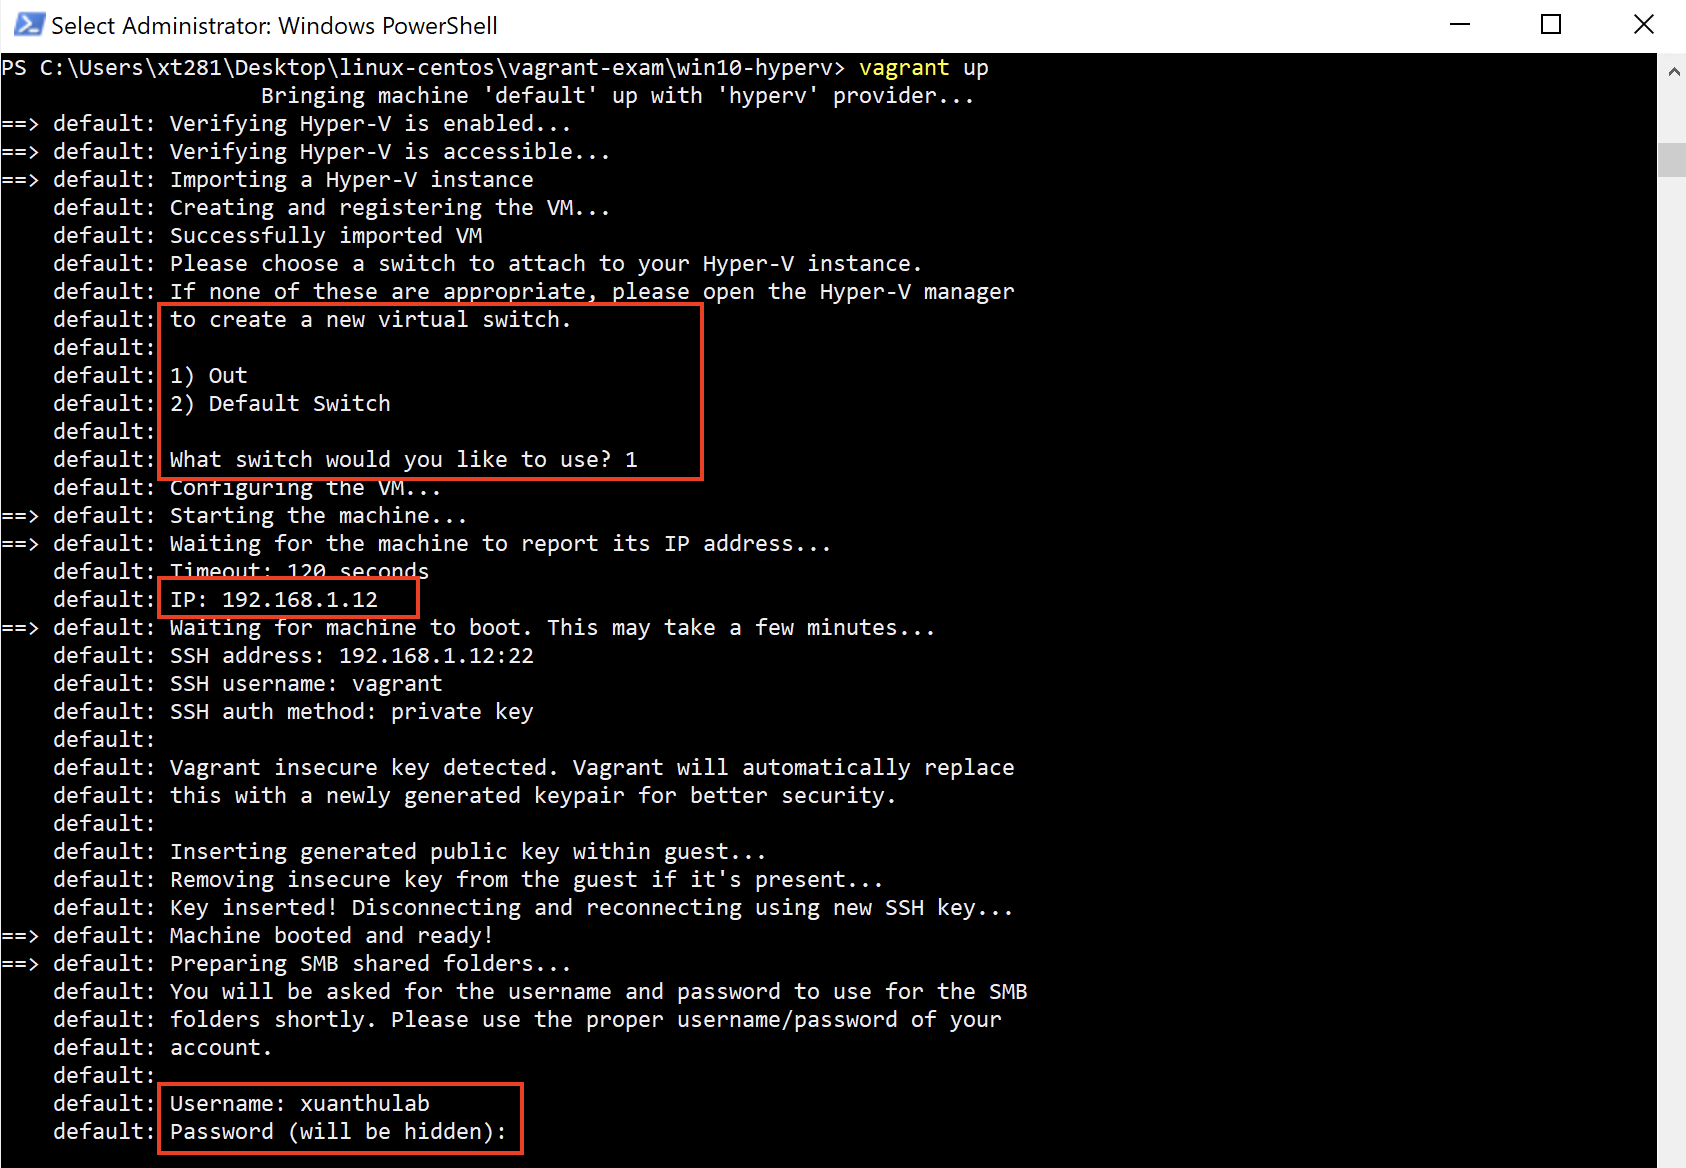 Select Administrator: Windows PowerShell
PS C:\Users\xt281\Desktop\linux-centos\vagrant-exam\win10-hyperv> vagrant up
Bringing machine 'default' up with 'hyperv' provider...
==> default: Verifying Hyper-V is enabled...
==> default: Verifying Hyper-V is accessible...
==> default: Importing a Hyper-V instance
default: Creating and registering the VM...
default: Successfully imported VM
default: Please choose a switch to attach to your Hyper-V instance.
default: If none of these are appropriate, please open the Hyper-V manager
default: to create a new virtual switch.
default:
default: 1) Out
default: 2) Default Switch
default:
default: What switch would you like to use? 1
default: Configuring the VM...
==> default: Starting the machine...
==> default: Waiting for the machine to report its IP address...
default: Timeout: 120 seconds
default: IP: 192.168.1.12
==> default: Waiting for machine to boot. This may take a few minutes...
default: SSH address: 192.168.1.12:22
default: SSH username: vagrant
default: SSH auth method: private key
default:
default: Vagrant insecure key detected. Vagrant will automatically replace
default: this with a newly generated keypair for better security.
default:
default: Inserting generated public key within guest...
default: Removing insecure key from the guest if it's present...
default: Key inserted! Disconnecting and reconnecting using new SSH key...
==> default: Machine booted and ready!
==> default: Preparing SMB shared folders...
default: You will be asked for the username and password to use for the SMB
default: folders shortly. Please use the proper username/password of your
default: account.
default:
default: Username: xuanthulab
default: Password (will be hidden):